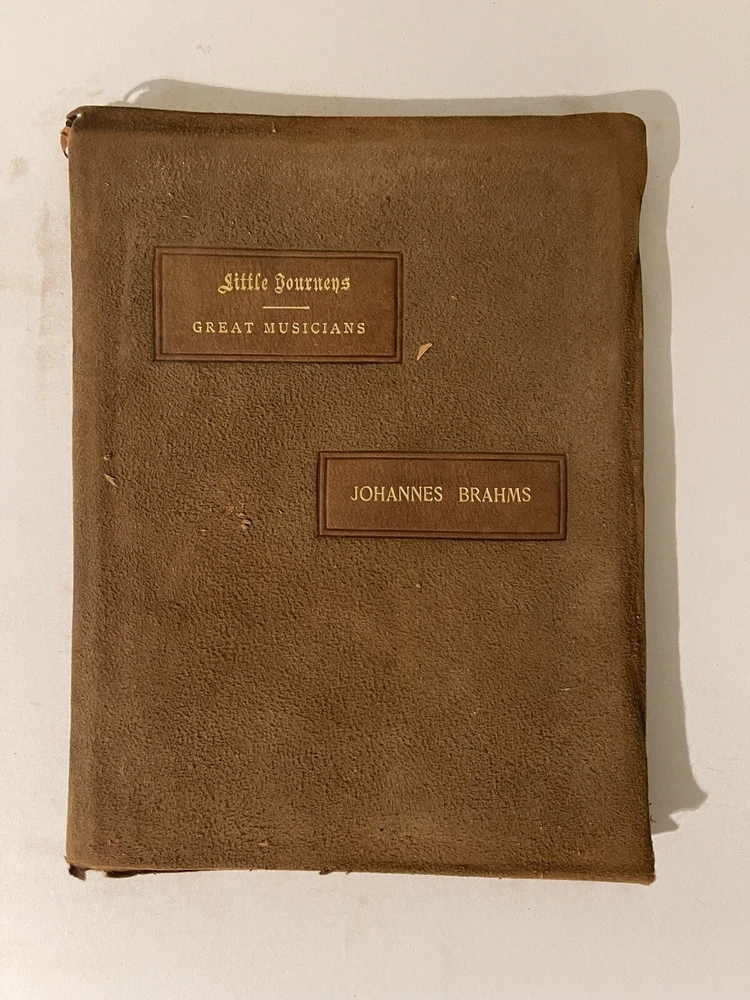 Little Journeys
GREAT MUSICIANS
JOHANNES BRAHMS